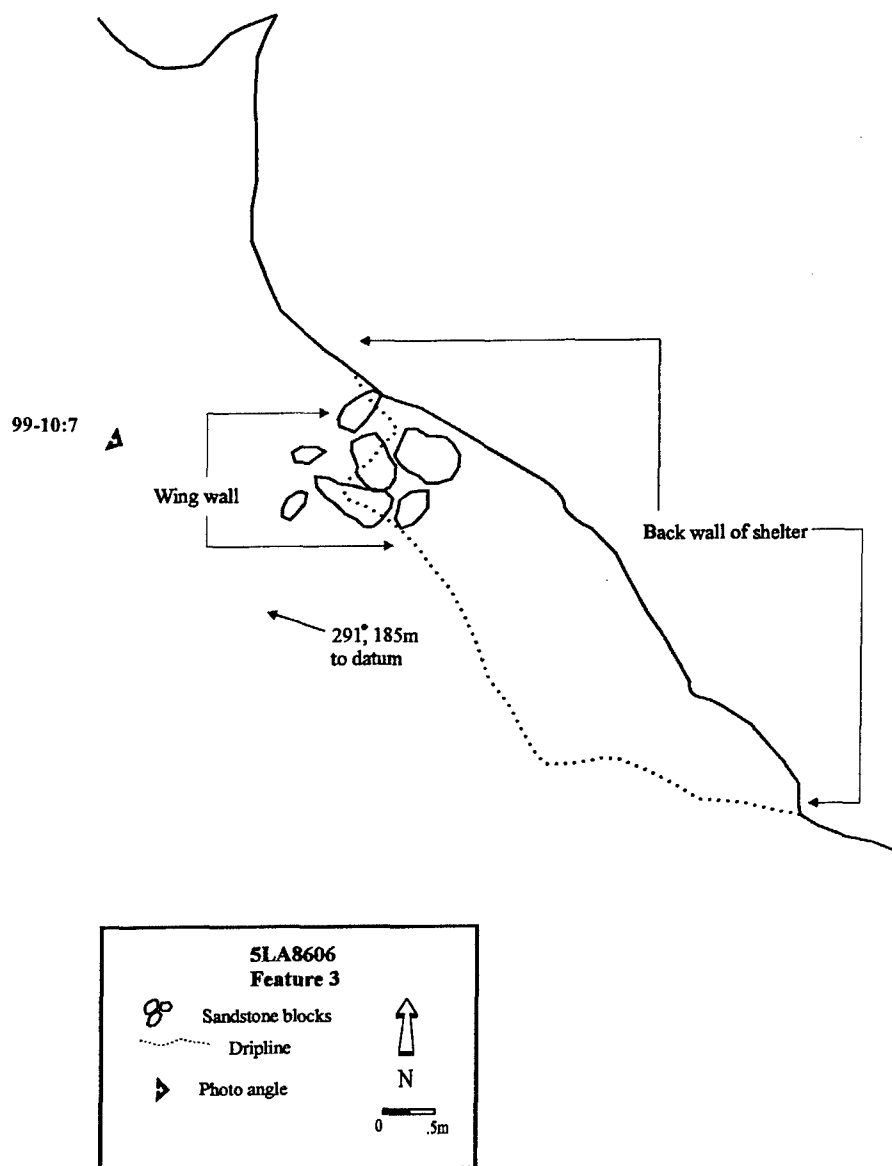 99-10:7
Wing wall
Back wall of shelter
291°, 185m
to datum
5LA8606
Feature 3
Sandstone blocks
Dripline
Photo angle
N
0 .5m